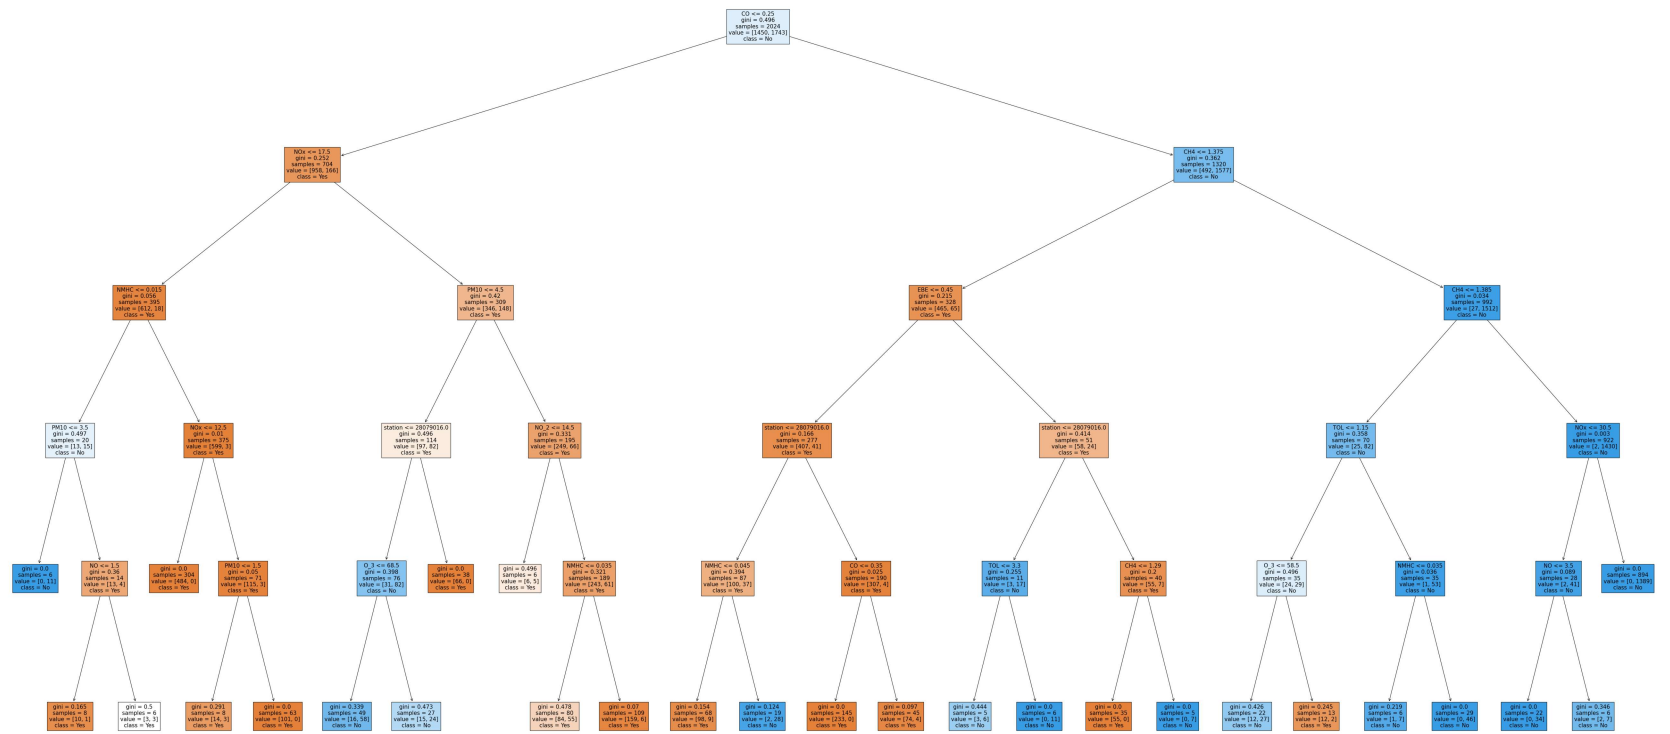 CO <= 0.25
gini = 0.496
samples = 2024
value = [1450, 1743]
class = No
NOx <= 17.5
gini = 0.252
samples = 704
value = [958, 166]
class = Yes
CH4 <= 1.375
gini = 0.362
samples = 1320
value = [492, 1577]
class = No
NMHC <= 0.015
gini = 0.056
samples = 395
value = [612, 18]
class = Yes
PM10 <= 4.5
gini = 0.42
samples = 309
value = [346, 148]
class = Yes
EBE <= 0.45
gini = 0.215
samples = 328
value = [465, 65]
class = Yes
CH4 <= 1.385
gini = 0.034
samples = 992
value = [27, 1512]
class = No
PM10 <= 3.5
gini = 0.497
samples = 20
value = [13, 15]
class = No
NOx <= 12.5
gini = 0.01
samples = 375
value = [599, 3]
class = Yes
station <= 28079016.0
gini = 0.496
samples = 114
value = [97, 82]
class = Yes
NO_2 <= 14.5
gini = 0.331
samples = 195
value = [249, 66]
class = Yes
station <= 28079016.0
gini = 0.166
samples = 277
value = [407, 41]
class = Yes
station <= 28079016.0
gini = 0.414
samples = 51
value = [58, 24]
class = Yes
TOL <= 1.15
gini = 0.358
samples = 70
value = [25, 82]
class = No
NOx <= 30.5
gini = 0.003
samples = 922
value = [2, 1430]
class = No
gini = 0.0
samples = 6
value = [0, 11]
class = No
NO <= 1.5
gini = 0.36
samples = 14
value = [13, 4]
class = Yes
gini = 0.0
samples = 304
value = [484, 0]
class = Yes
PM10 <= 1.5
gini = 0.05
samples = 71
value = [115, 3]
class = Yes
O_3 <= 68.5
gini = 0.398
samples = 76
value = [31, 82]
class = No
gini = 0.0
samples = 38
value = [66, 0]
class = Yes
gini = 0.496
samples = 6
value = [6, 5]
class = Yes
NMHC <= 0.035
gini = 0.321
samples = 189
value = [243, 61]
class = Yes
NMHC <= 0.045
gini = 0.394
samples = 87
value = [100, 37]
class = Yes
CO <= 0.35
gini = 0.025
samples = 190
value = [307, 4]
class = Yes
TOL <= 3.3
gini = 0.255
samples = 11
value = [3, 17]
class = No
CH4 <= 1.29
gini = 0.2
samples = 40
value = [55, 7]
class = Yes
O_3 <= 58.5
gini = 0.496
samples = 35
value = [24, 29]
class = No
NMHC <= 0.035
gini = 0.036
samples = 35
value = [1, 53]
class = No
NO <= 3.5
gini = 0.089
samples = 28
value = [2, 41]
class = No
gini = 0.0
samples = 894
value = [0, 1389]
class = No
gini = 0.165
samples = 8
value = [10, 1]
class = Yes
gini = 0.5
samples = 6
value = [3, 3]
class = Yes
gini = 0.291
samples = 8
value = [14, 3]
class = Yes
gini = 0.0
samples = 63
value = [101, 0]
class = Yes
gini = 0.339
samples = 49
value = [16, 58]
class = No
gini = 0.473
samples = 27
value = [15, 24]
class = No
gini = 0.478
samples = 80
value = [84, 55]
class = Yes
gini = 0.07
samples = 109
value = [159, 6]
class = Yes
gini = 0.154
samples = 68
value = [98, 9]
class = Yes
gini = 0.124
samples = 19
value = [2, 28]
class = No
gini = 0.0
samples = 145
value = [233, 0]
class = Yes
gini = 0.097
samples = 45
value = [74, 4]
class = Yes
gini = 0.444
samples = 5
value = [3, 6]
class = No
gini = 0.0
samples = 6
value = [0, 11]
class = No
gini = 0.0
samples = 35
value = [55, 0]
class = Yes
gini = 0.0
samples = 5
value = [0, 7]
class = No
gini = 0.426
samples = 22
value = [12, 27]
class = No
gini = 0.245
samples = 13
value = [12, 2]
class = Yes
gini = 0.219
samples = 6
value = [1, 7]
class = No
gini = 0.0
samples = 29
value = [0, 46]
class = No
gini = 0.0
samples = 22
value = [0, 34]
class = No
gini = 0.346
samples = 6
value = [2, 7]
class = No